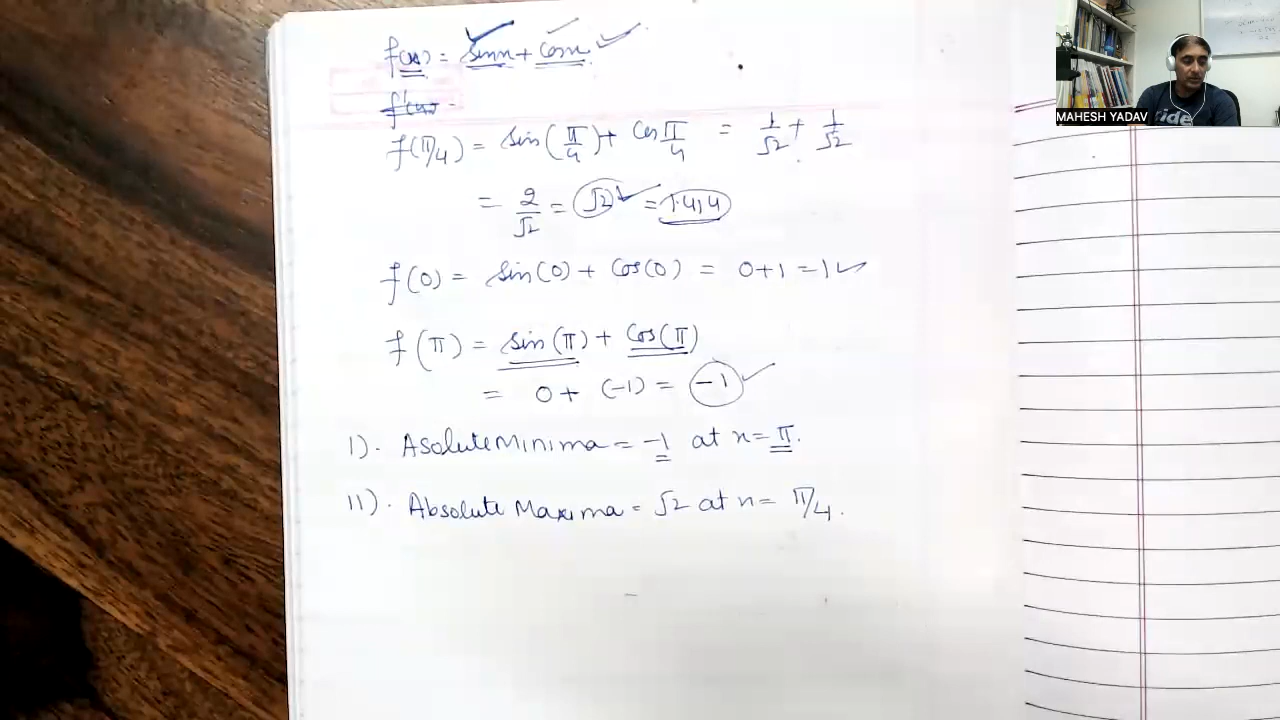 f(x) = sinx + cosx
f'(x) =
f(π/4) = sin(π/4) + cos π/4 = 1/√2 + 1/√2
= 2/√2 = √2 = 1.414
f(0) = sin(0) + cos(0) = 0+1 = 1
f(π) = sin(π) + cos(π)
= 0 + (-1) = -1
I). Asolute Minima = -1 at x = π.
II). Absolute Maxima = √2 at x = π/4.
MAHESH YADAV
ride